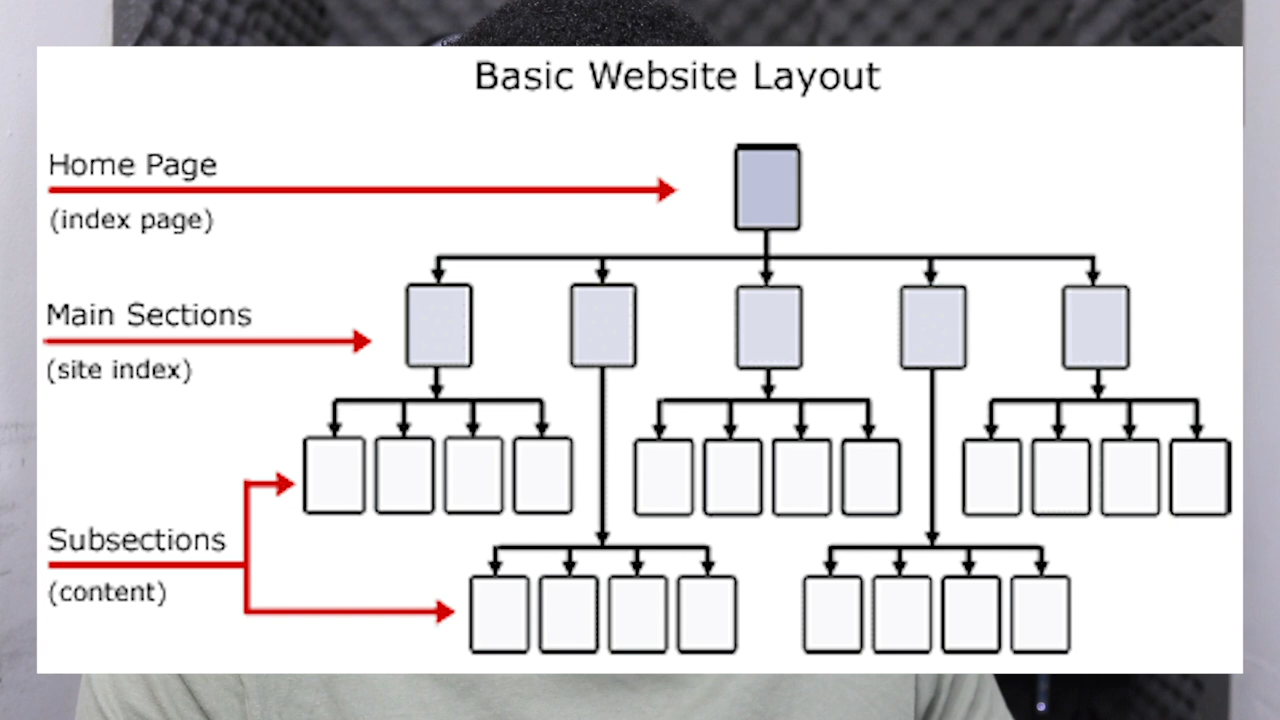 Basic Website Layout
Home Page
(index page)
Main Sections
(site index)
Subsections
(content)